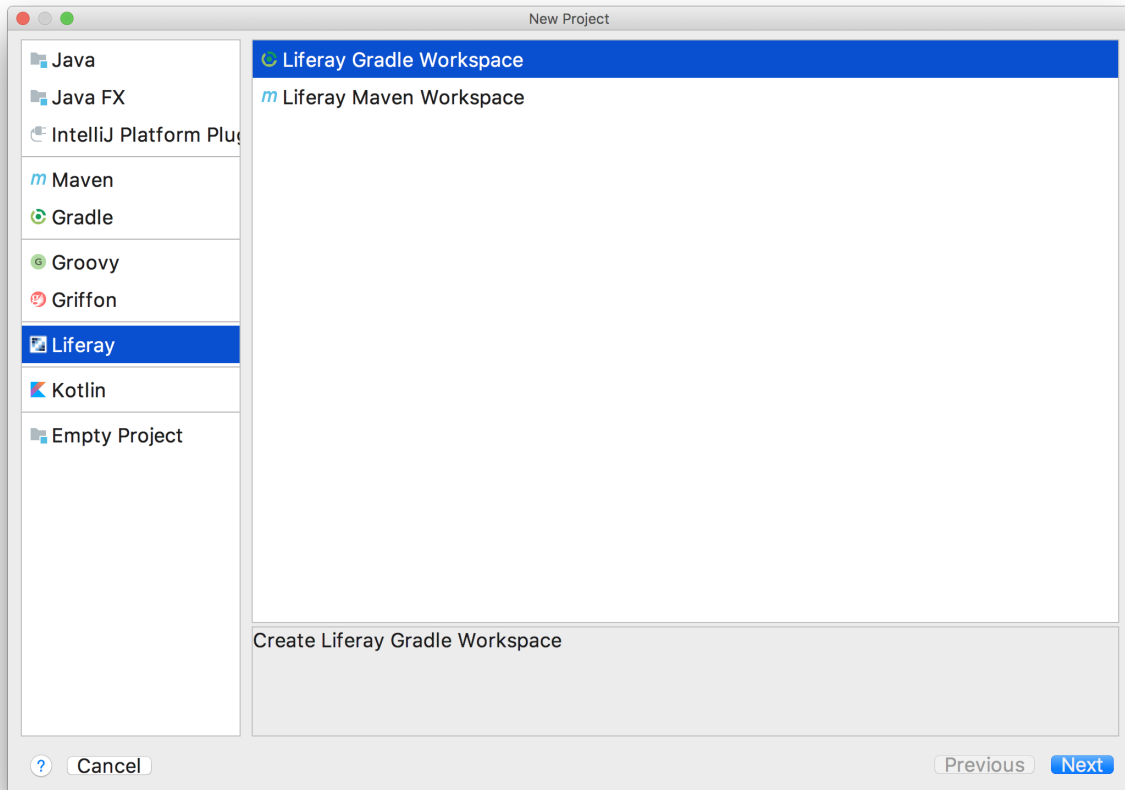 New Project
Java
Java FX
IntelliJ Platform Plug
Maven
Gradle
Groovy
Griffon
Liferay
Kotlin
Empty Project
Liferay Gradle Workspace
Liferay Maven Workspace
Create Liferay Gradle Workspace
? Cancel
Previous Next